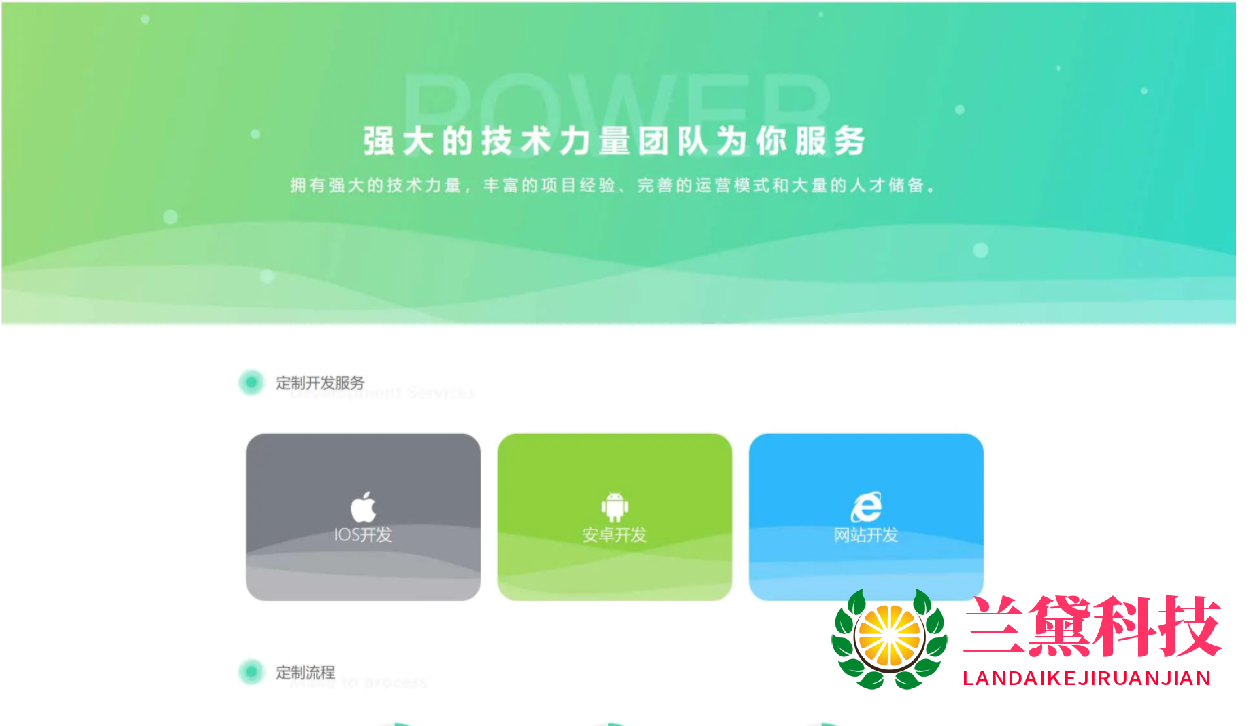 POWER
强大的技术力量团队为你服务
拥有强大的技术力量，丰富的项目经验、完善的运营模式和大量的人才储备。
定制开发服务
Development Services
IOS开发
安卓开发
网站开发
兰黛科技
LANDAIKEJIRUANJIAN
定制流程
to process